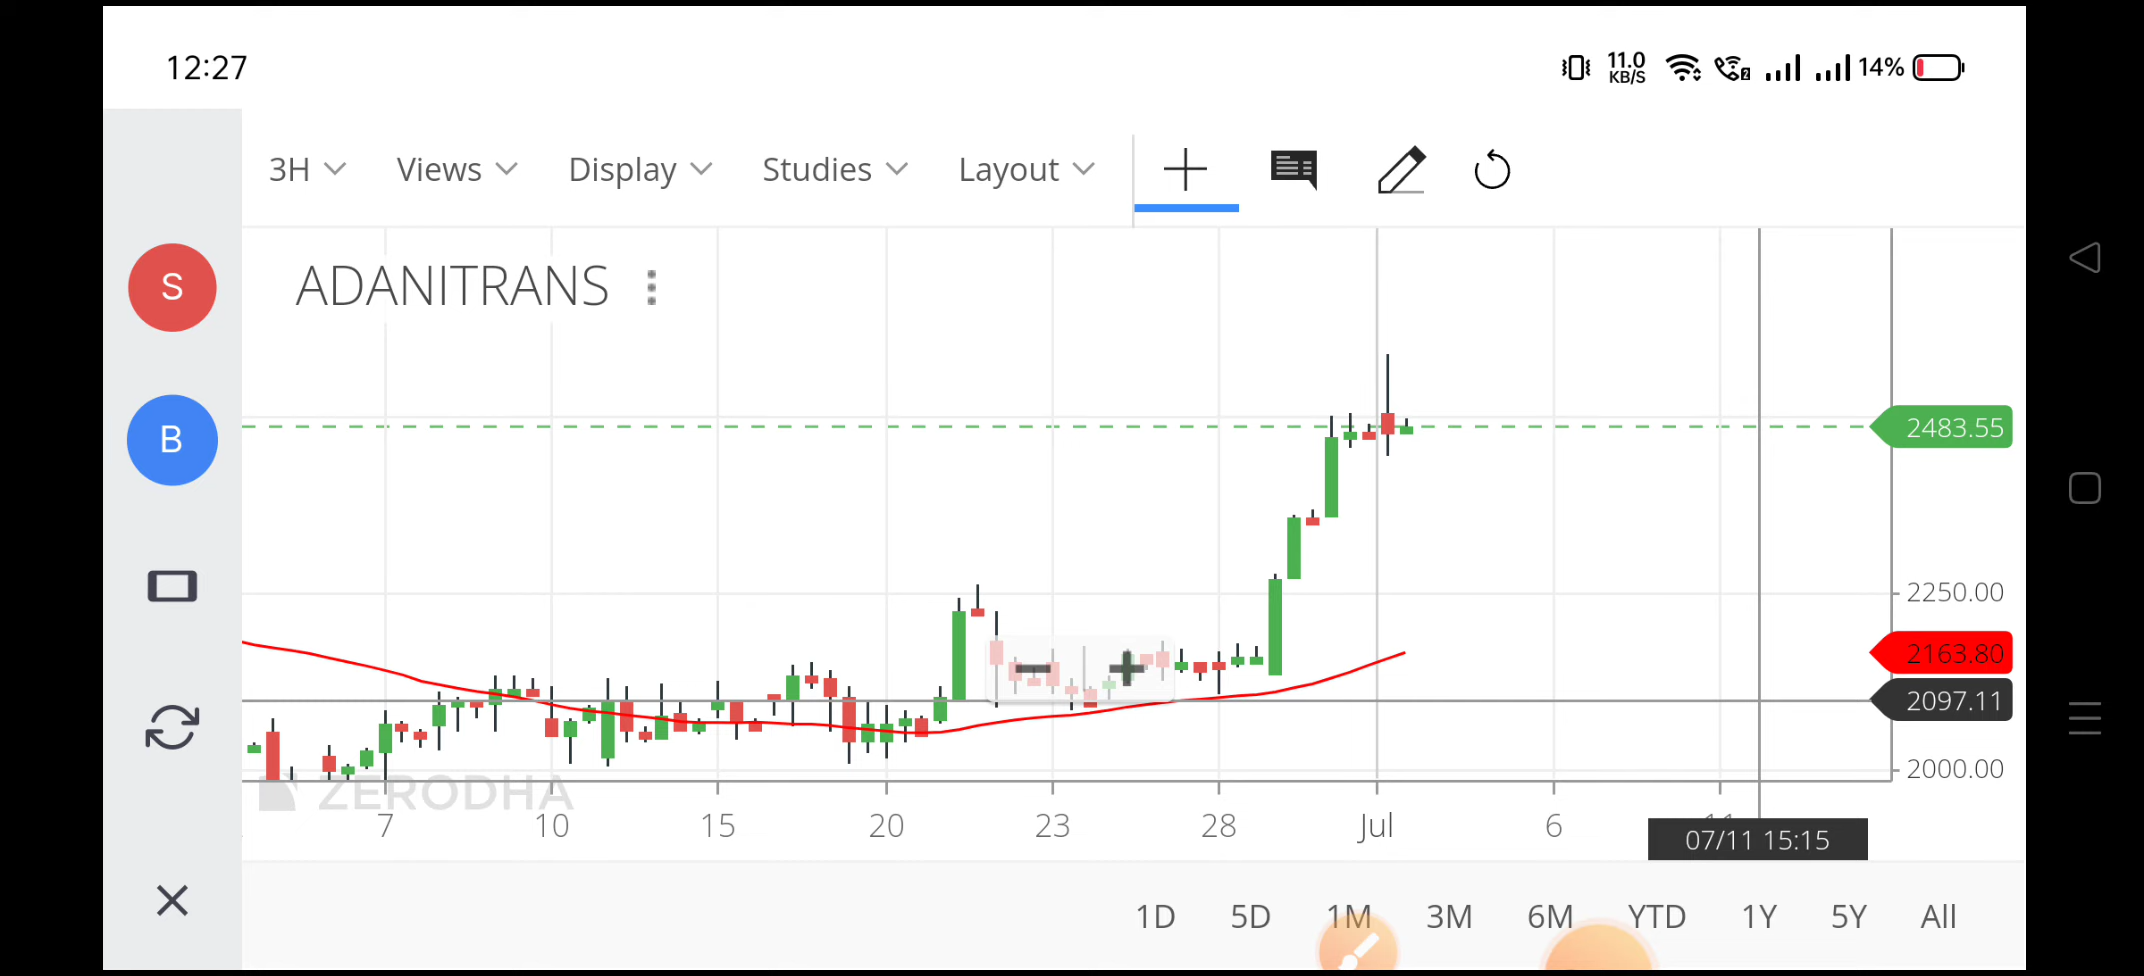 12:27
11.0 KB/S
2
14%
3H Views Display Studies Layout
S
ADANITRANS
B
2483.55
2250.00
2163.80
2097.11
2000.00
ZERODHA
7 10 15 20 23 28 Jul 6
07/11 15:15
1D 5D 1M 3M 6M YTD 1Y 5Y All